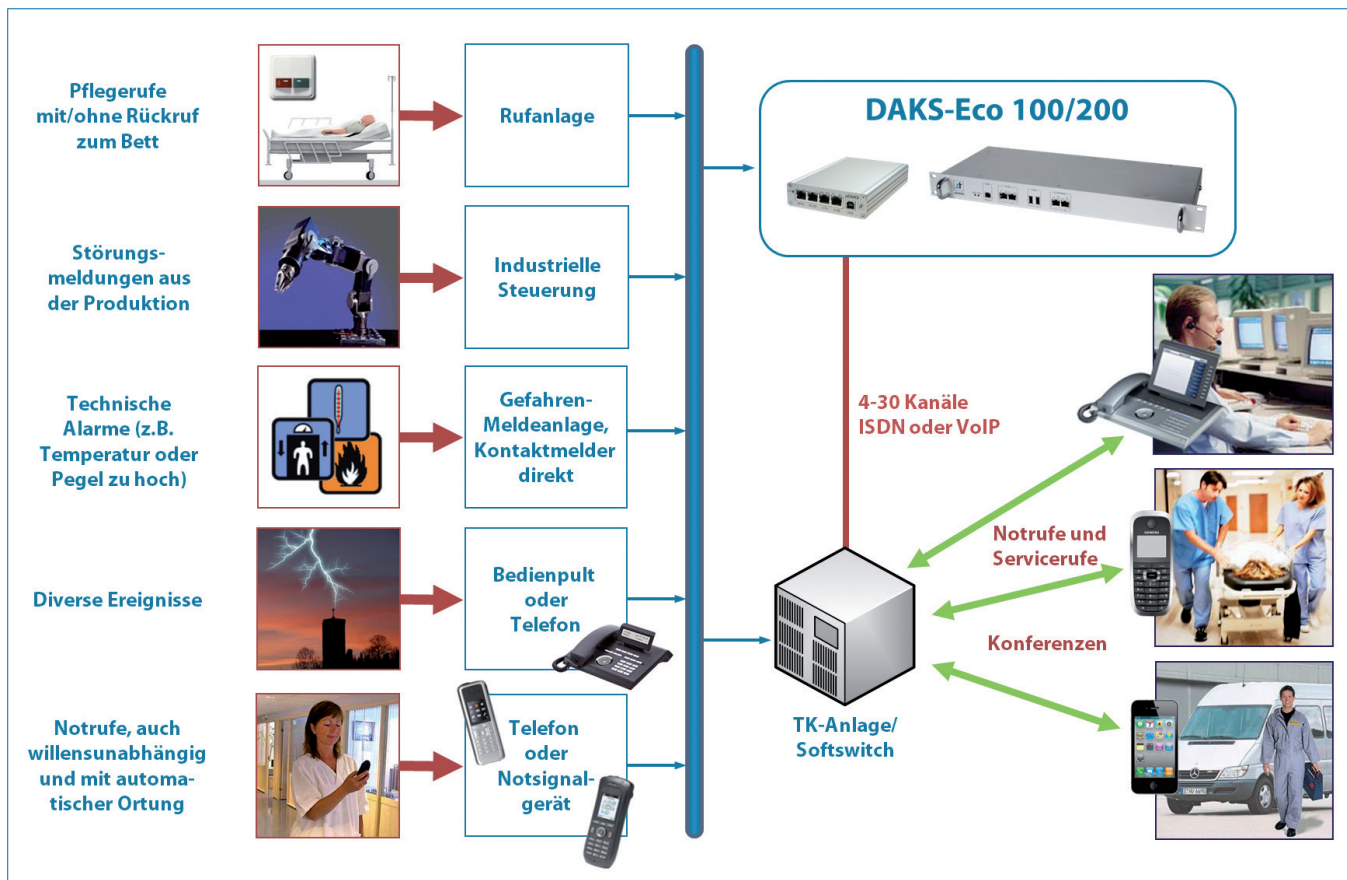 Pflegerufe
mit/ohne Rückruf
zum Bett
Rufanlage
Störungs-
meldungen aus
der Produktion
Industrielle
Steuerung
Technische
Alarme (z.B.
Temperatur oder
Pegel zu hoch)
Gefahren-
Meldeanlage,
Kontaktmelder
direkt
Diverse Ereignisse
Bedienpult
oder
Telefon
Notrufe, auch
willensunabhängig
und mit automa-
tischer Ortung
Telefon
oder
Notsignal-
gerät
DAKS-Eco 100/200
4-30 Kanäle
ISDN oder VoIP
TK-Anlage/
Softswitch
Notrufe und
Servicerufe
Konferenzen
SIEMENS